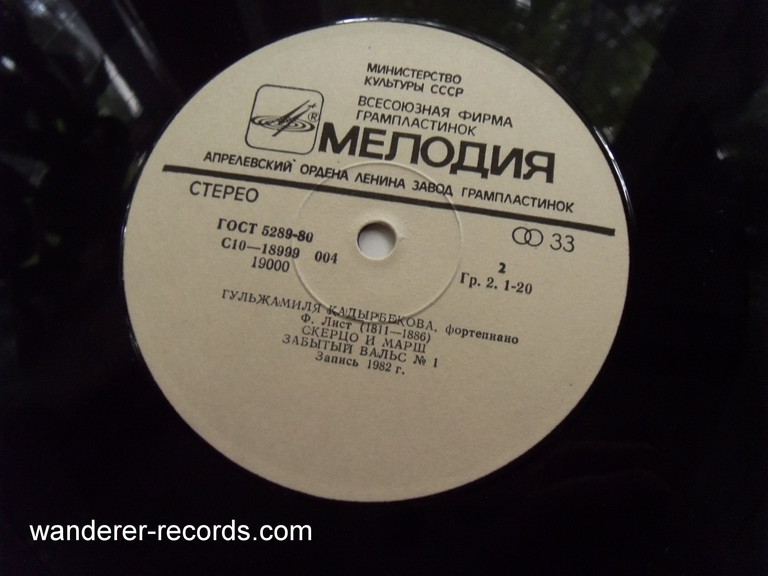 МИНИСТЕРСТВО
КУЛЬТУРЫ СССР
ВСЕСОЮЗНАЯ ФИРМА
ГРАМПЛАСТИНОК
®
МЕЛОДИЯ
АПРЕЛЕВСКИЙ ОРДЕНА ЛЕНИНА ЗАВОД ГРАМПЛАСТИНОК
СТЕРЕО
33
ГОСТ 5289-80
С10—18999 004
19000
2
Гр. 2. 1-20
ГУЛЬЖАМИЛЯ КАДЫРБЕКОВА, фортепиано
Ф. Лист (1811—1886)
СКЕРЦО И МАРШ
ЗАБЫТЫЙ ВАЛЬС № 1
Запись 1982 г.
wanderer-records.com